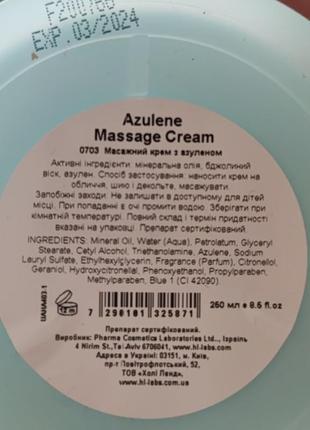 F200766
EXP.03/2024
Azulene
Massage Cream
0703 Масажний крем з азуленом
Активні інгредієнти: мінеральна олія, бджолиний
віск, азулен. Спосіб застосування: наносити крем на
обличчя, шию і декольте, масажувати.
Запобіжні заходи: Не залишати в доступному для дітей
місці. При попаданні в очі промити водою. Зберігати при
кімнатній температурі. Повний склад і термін придатності
вказані на упаковці. Препарат сертифікований.
INGREDIENTS: Mineral Oil, Water (Aqua), Petrolatum, Glyceryl
Stearate, Cetyl Alcohol, Triethanolamine, Azulene, Sodium
Lauryl Sulfate, Ethylhexylglycerin, Fragrance (Parfum), Citronellol,
Geraniol, Hydroxycitronellal, Phenoxyethanol, Propylparaben,
Methylparaben, Blue 1 (CI 42090)
12 M
250 мл e 8.5 fl.oz
7 290101 325871
Препарат сертифікований.
Виробник: Pharma Cosmetics Laboratories Ltd.., Ізраїль
4 Hirim St.,Tel-Aviv 6706041, www.hl-labs.com
Адреса в Україні: 03151, м. Київ,
пр-т Повітрофлотський, 52,
ТОВ «Холі Ленд», www.hl-labs.com